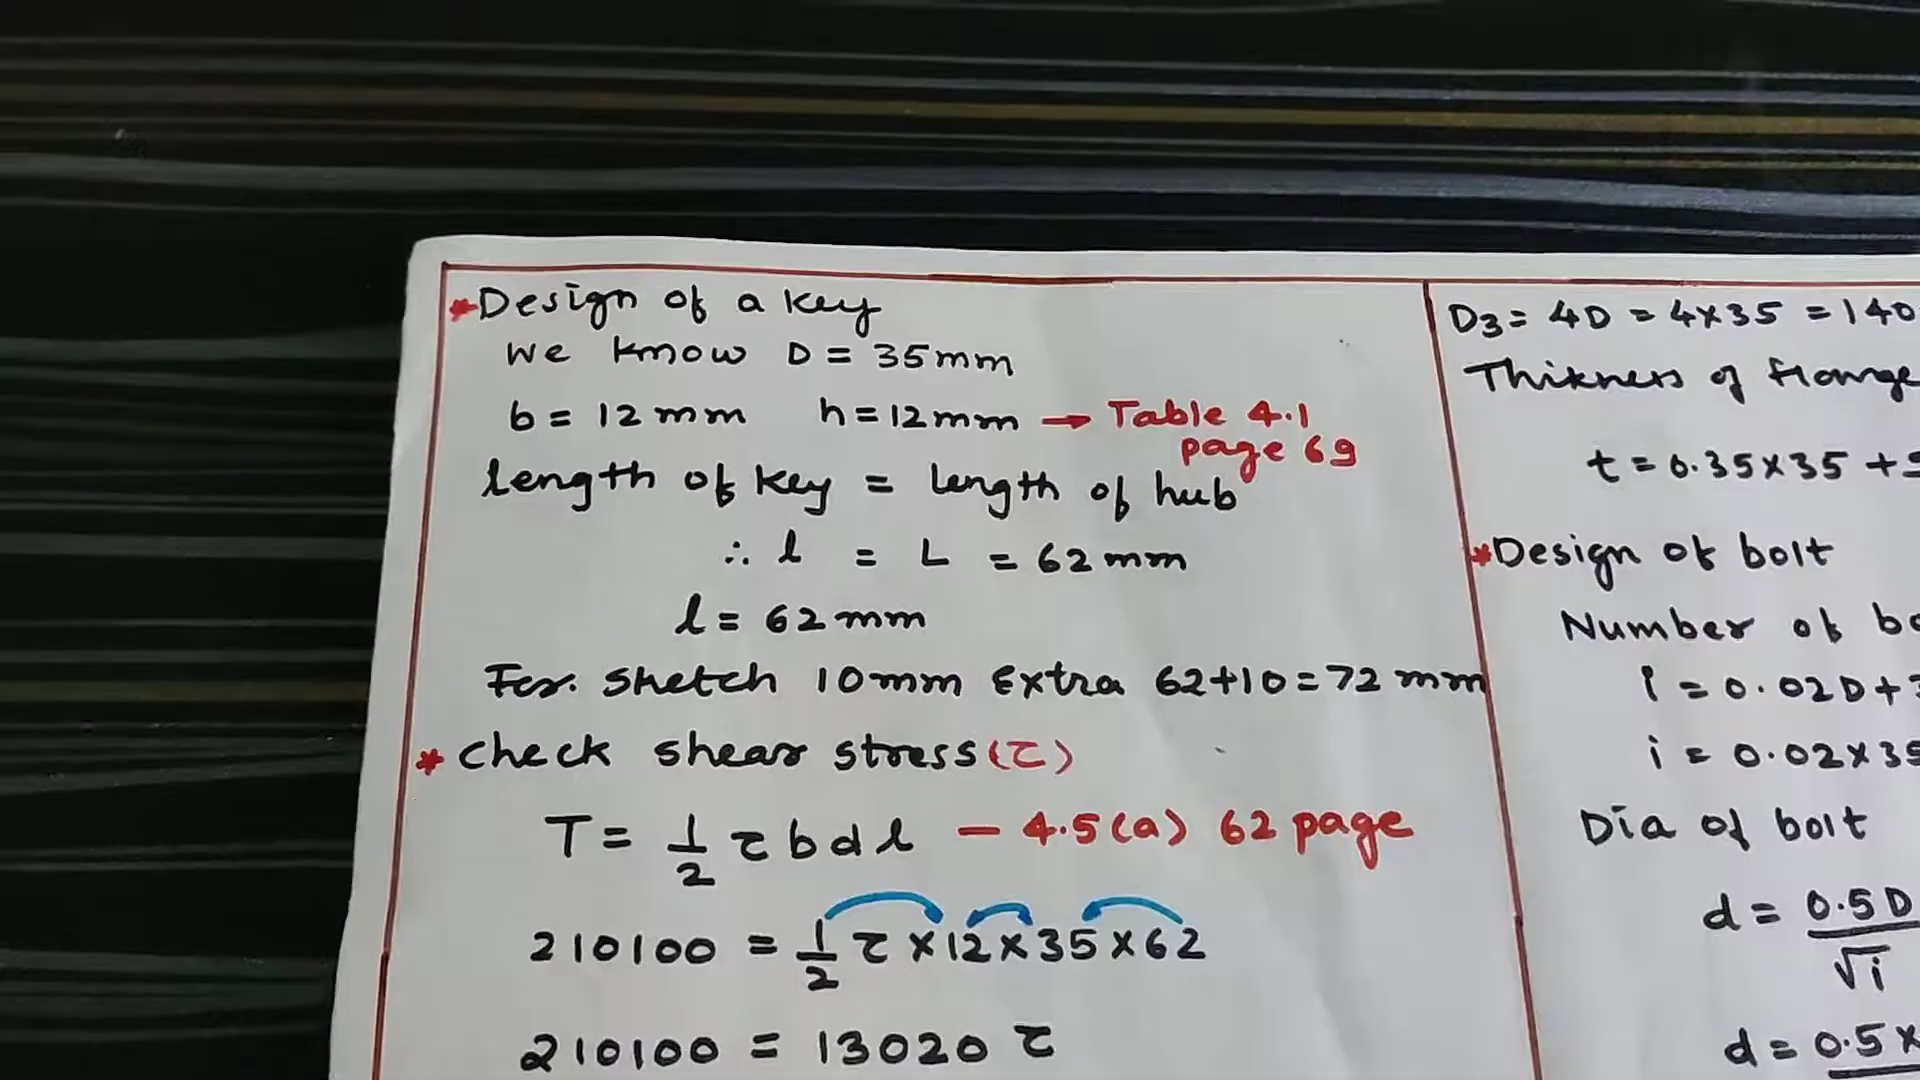 * Design of a key
We know D = 35mm
b = 12 mm h = 12mm → Table 4.1
page 69
length of key = length of hub
∴ l = L = 62 mm
l = 62 mm
For. sketch 10mm Extra 62+10 = 72 mm
* check shear stress (τ)
T = 1/2 τ b d l — 4.5(a) 62 page
210100 = 1/2 τ × 12 × 35 × 62
210100 = 13020 τ
D3 = 4D = 4×35 = 140
Thikness of flange
t = 0.35×35 +
* Design of bolt
Number of
i = 0.02D+
i = 0.02×35
Dia of bolt
d = 0.5D/√i
d = 0.5 ×